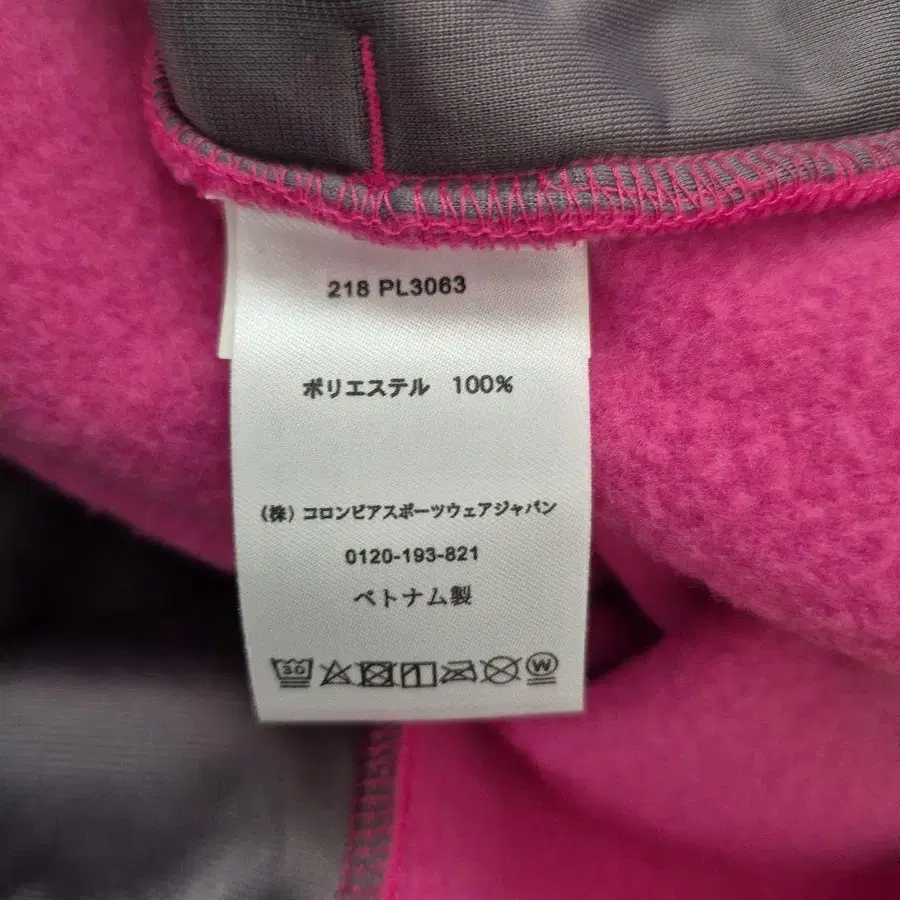 218 PL3063
ポリエステル 100%
(株) コロンビアスポーツウェアジャパン
0120-193-821
ベトナム製
30 W